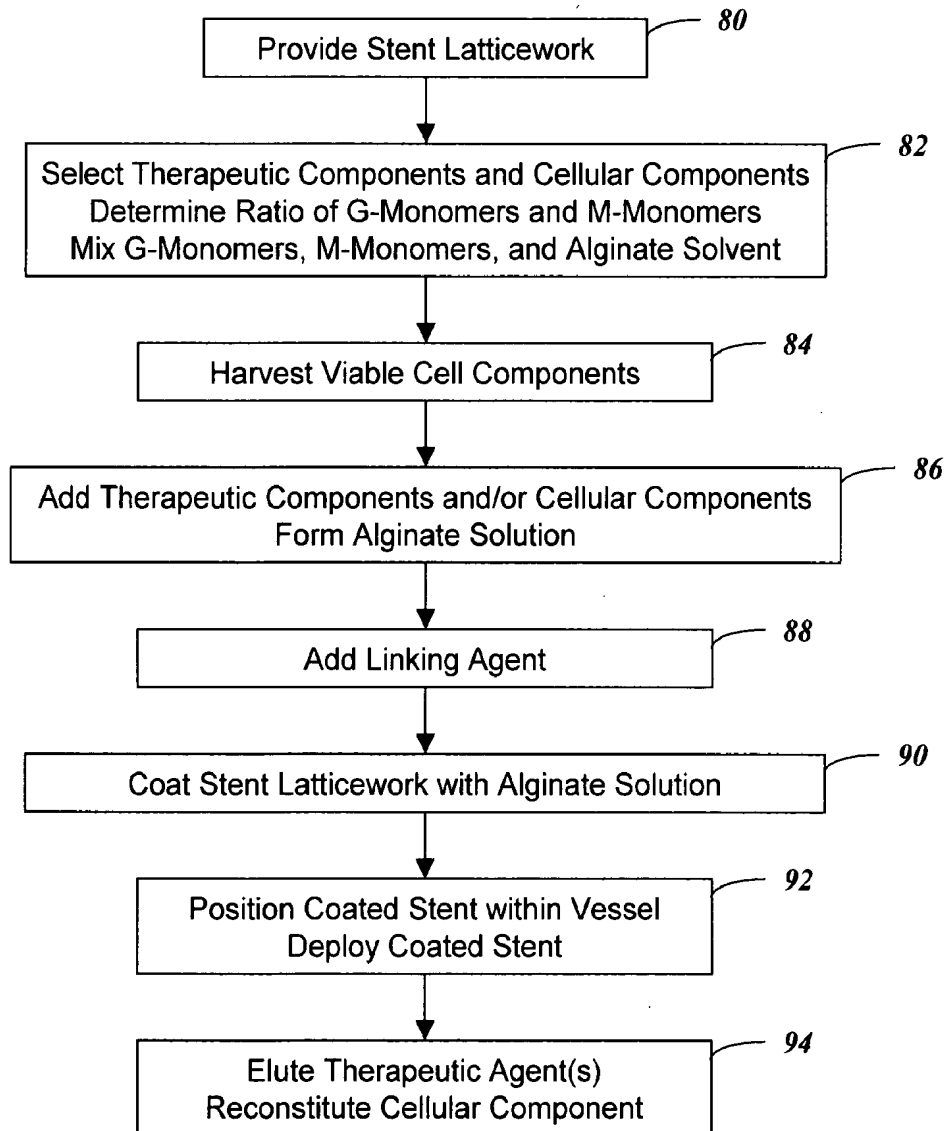 80
Provide Stent Latticework
82
Select Therapeutic Components and Cellular Components
Determine Ratio of G-Monomers and M-Monomers
Mix G-Monomers, M-Monomers, and Alginate Solvent
84
Harvest Viable Cell Components
86
Add Therapeutic Components and/or Cellular Components
Form Alginate Solution
88
Add Linking Agent
90
Coat Stent Latticework with Alginate Solution
92
Position Coated Stent within Vessel
Deploy Coated Stent
94
Elute Therapeutic Agent(s)
Reconstitute Cellular Component